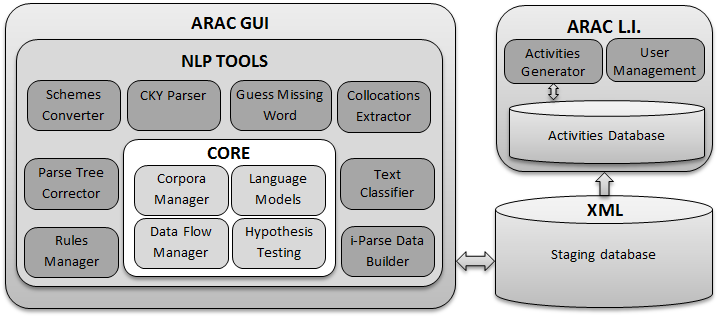 ARAC GUI
NLP TOOLS
Schemes
Converter
CKY Parser
Guess Missing
Word
Collocations
Extractor
CORE
Parse Tree
Corrector
Corpora
Manager
Language
Models
Text
Classifier
Rules
Manager
Data Flow
Manager
Hypothesis
Testing
i-Parse Data
Builder
ARAC L.I.
Activities
Generator
User
Management
Activities Database
XML
Staging database